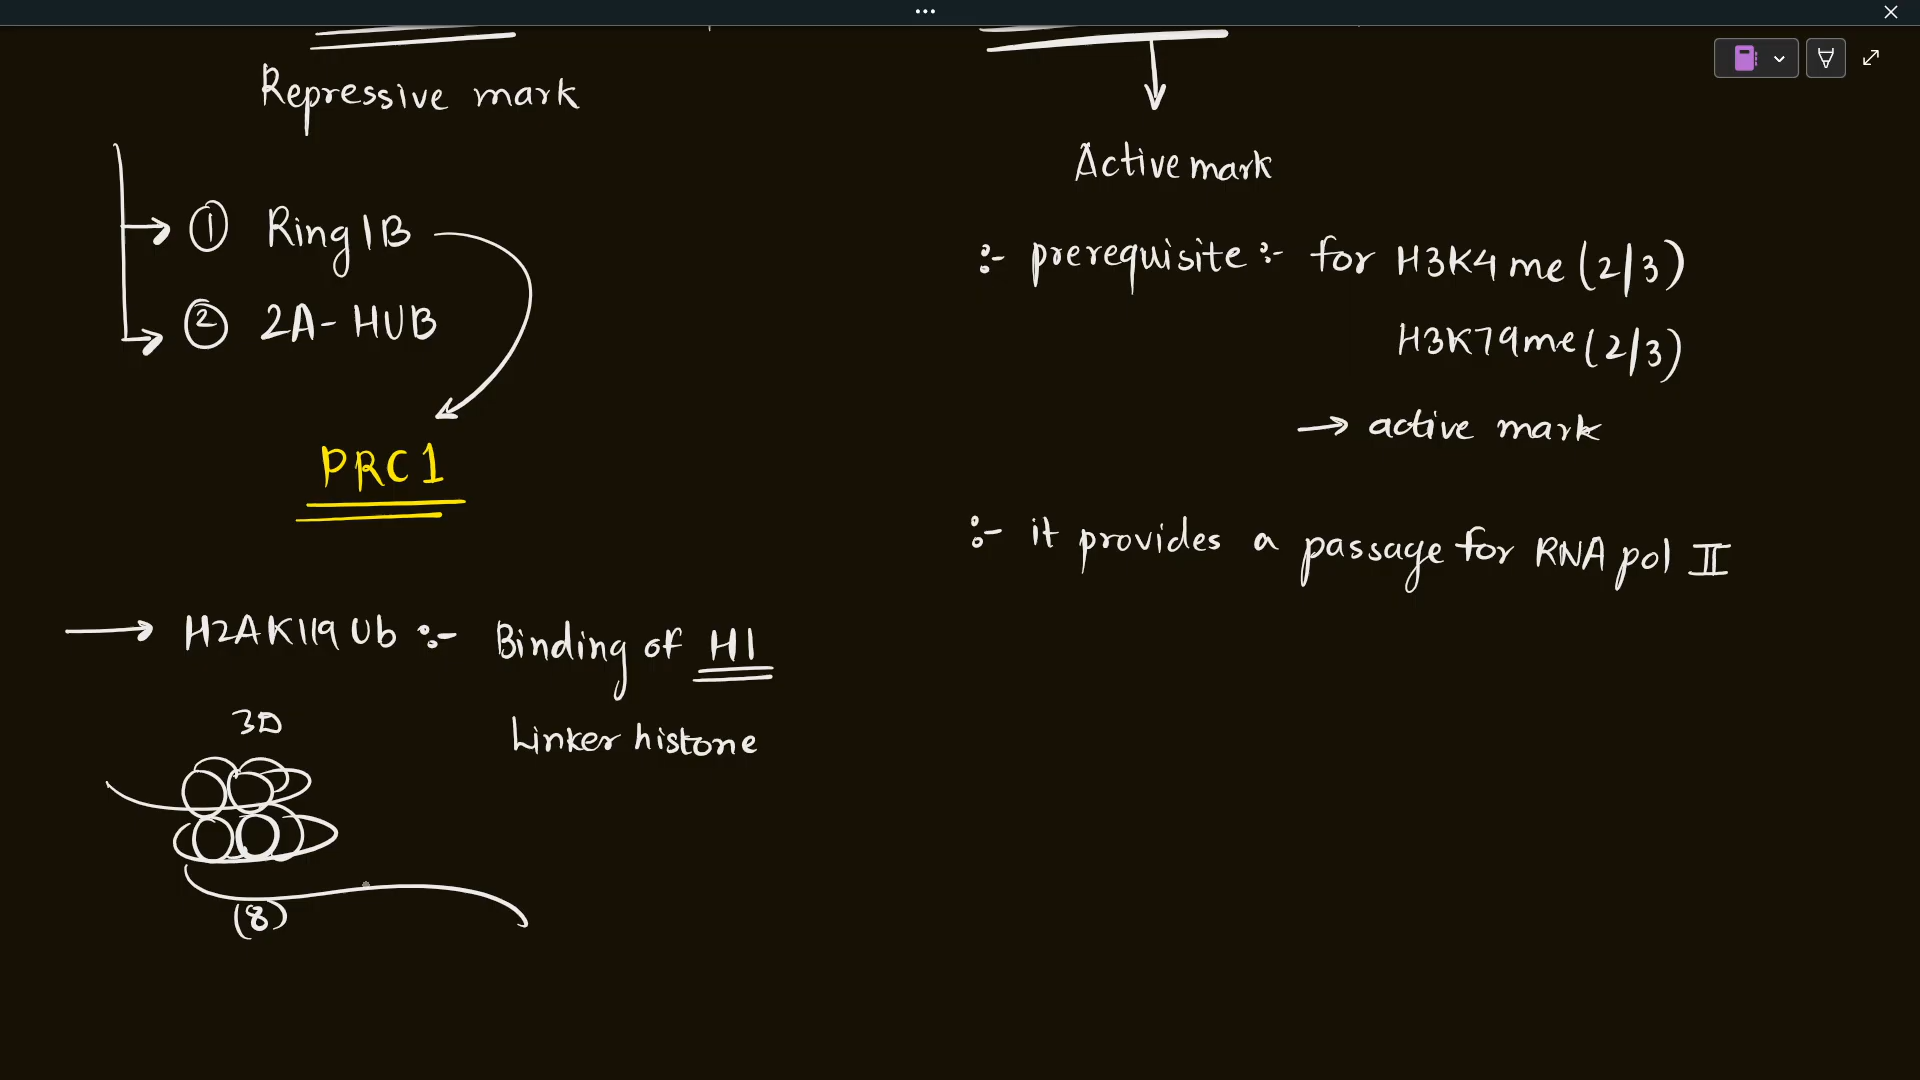 Repressive mark
① Ring1B
② 2A-HUB
PRC1
→ H2AK119Ub :- Binding of H1
Linker histone
3D
(8)
Active mark
:- prerequisite :- for H3K4me(2/3)
H3K79me(2/3)
→ active mark
:- it provides a passage for RNA pol II